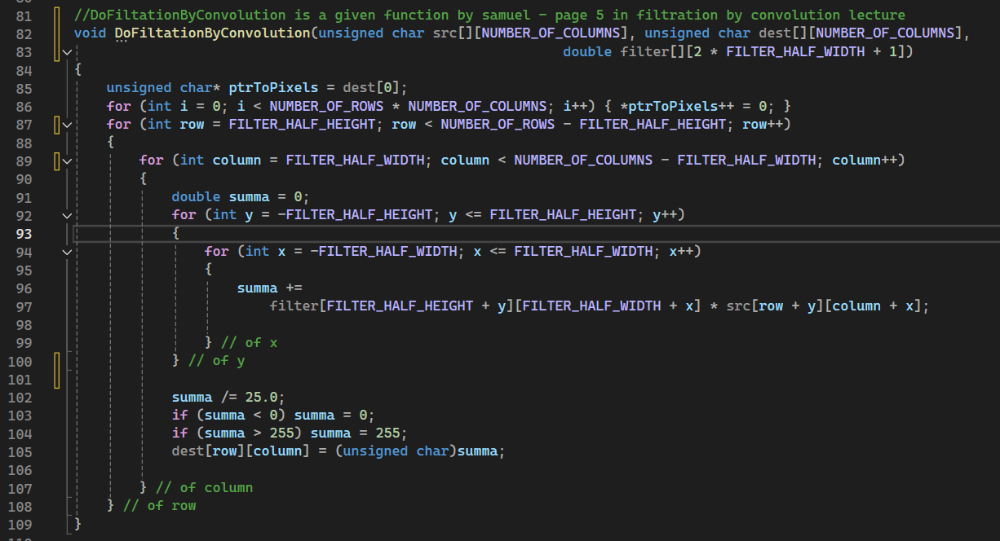 81 //DoFiltationByConvolution is a given function by samuel - page 5 in filtration by convolution lecture
82 void DoFiltationByConvolution(unsigned char src[][NUMBER_OF_COLUMNS], unsigned char dest[][NUMBER_OF_COLUMNS],
83 double filter[][2 * FILTER_HALF_WIDTH + 1])
84 {
85 unsigned char* ptrToPixels = dest[0];
86 for (int i = 0; i < NUMBER_OF_ROWS * NUMBER_OF_COLUMNS; i++) { *ptrToPixels++ = 0; }
87 for (int row = FILTER_HALF_HEIGHT; row < NUMBER_OF_ROWS - FILTER_HALF_HEIGHT; row++)
88 {
89 for (int column = FILTER_HALF_WIDTH; column < NUMBER_OF_COLUMNS - FILTER_HALF_WIDTH; column++)
90 {
91 double summa = 0;
92 for (int y = -FILTER_HALF_HEIGHT; y <= FILTER_HALF_HEIGHT; y++)
93 {
94 for (int x = -FILTER_HALF_WIDTH; x <= FILTER_HALF_WIDTH; x++)
95 {
96 summa +=
97 filter[FILTER_HALF_HEIGHT + y][FILTER_HALF_WIDTH + x] * src[row + y][column + x];
98
99 } // of x
100 } // of y
101
102 summa /= 25.0;
103 if (summa < 0) summa = 0;
104 if (summa > 255) summa = 255;
105 dest[row][column] = (unsigned char)summa;
106
107 } // of column
108 } // of row
109 }